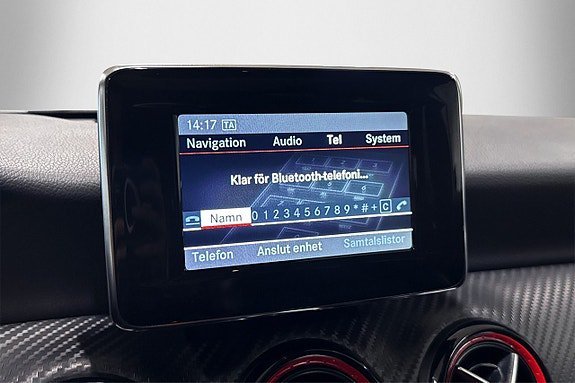 14:17 TA
Navigation Audio Tel System
Klar för Bluetooth-telefoni...
Namn 0 1 2 3 4 5 6 7 8 9 * # + C
Telefon Anslut enhet Samtalslistor